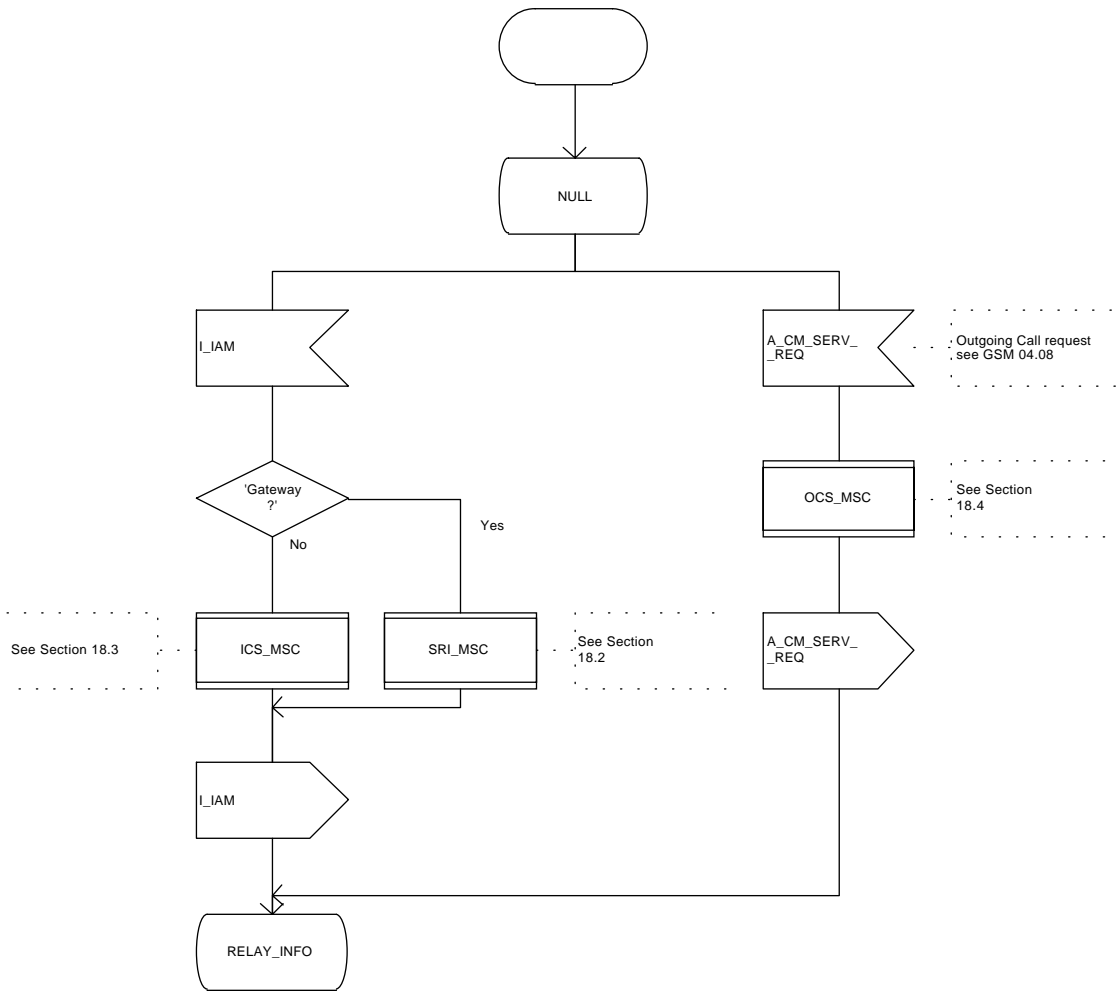 NULL
I_IAM
A_CM_SERV_
_REQ
Outgoing Call request
see GSM 04.08
'Gateway
?'
Yes
No
OCS_MSC
See Section
18.4
See Section 18.3
ICS_MSC
SRI_MSC
See Section
18.2
A_CM_SERV_
_REQ
I_IAM
RELAY_INFO